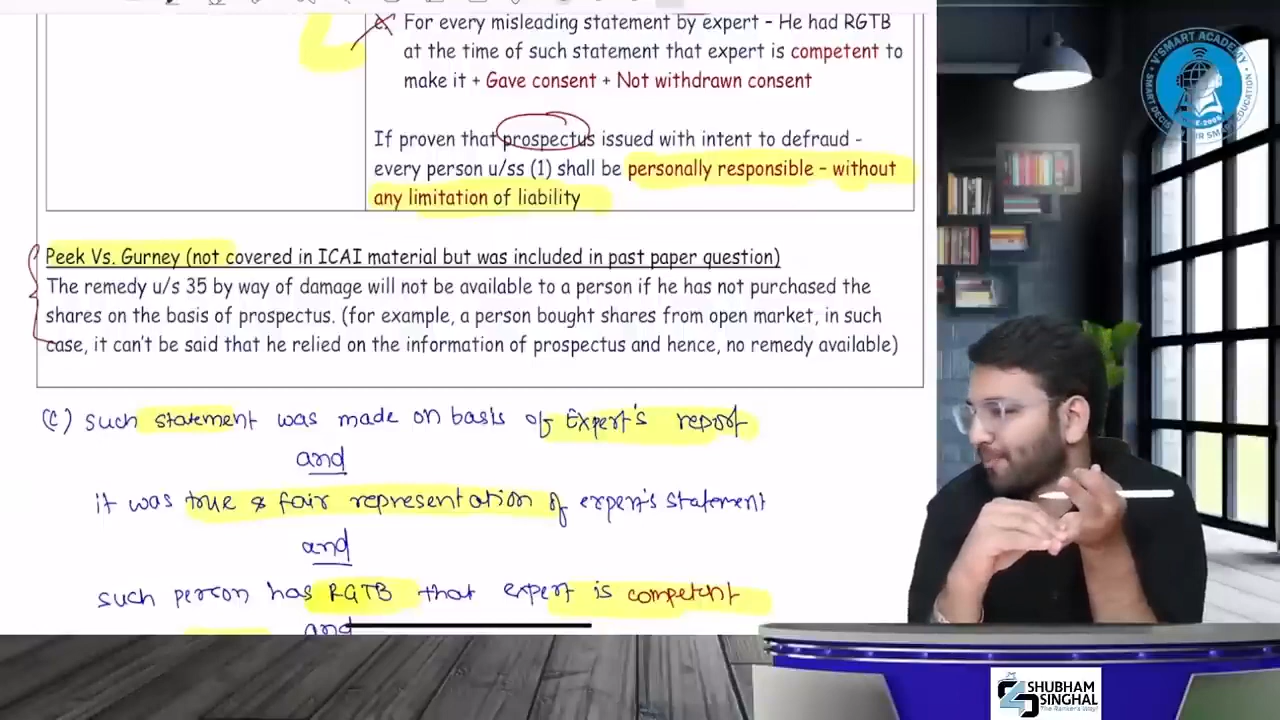 For every misleading statement by expert – He had RGTB
at the time of such statement that expert is competent to
make it + Gave consent + Not withdrawn consent
If proven that prospectus issued with intent to defraud -
every person u/ss (1) shall be personally responsible – without
any limitation of liability
Peek Vs. Gurney (not covered in ICAI material but was included in past paper question)
The remedy u/s 35 by way of damage will not be available to a person if he has not purchased the
shares on the basis of prospectus. (for example, a person bought shares from open market, in such
case, it can't be said that he relied on the information of prospectus and hence, no remedy available)
(C) such statement was made on basis of Expert's report
and
it was true & fair representation of expert's statement
and
such person has RGTB that expert is competent
and
V'SMART ACADEMY
SHUBHAM
SINGHAL
The Rankers Way!